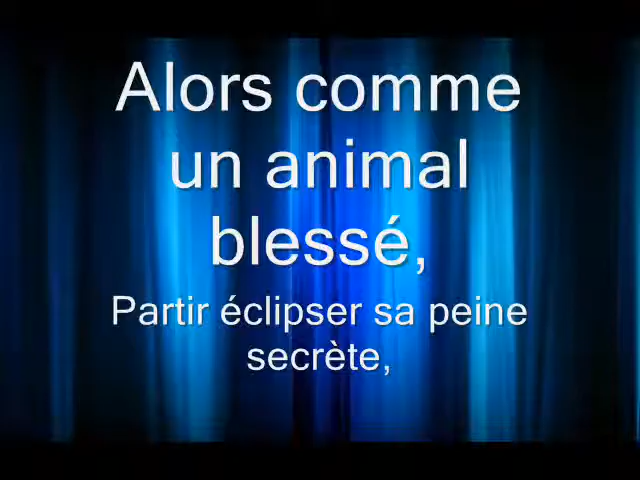 Alors comme
un animal
blessé,
Partir éclipser sa peine
secrète,